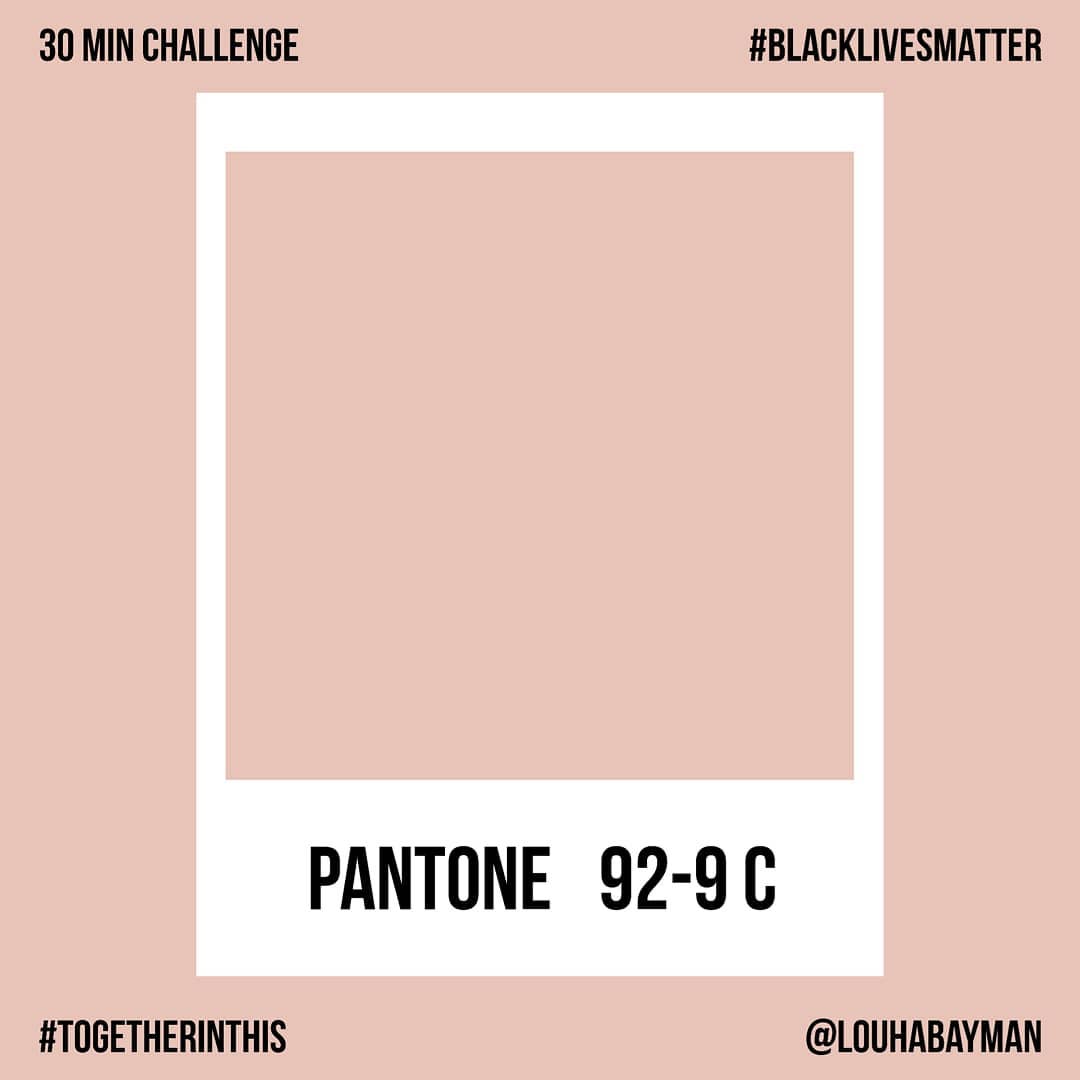 30 MIN CHALLENGE
#BLACKLIVESMATTER
PANTONE 92-9 C
#TOGETHERINTHIS
@LOUHABAYMAN